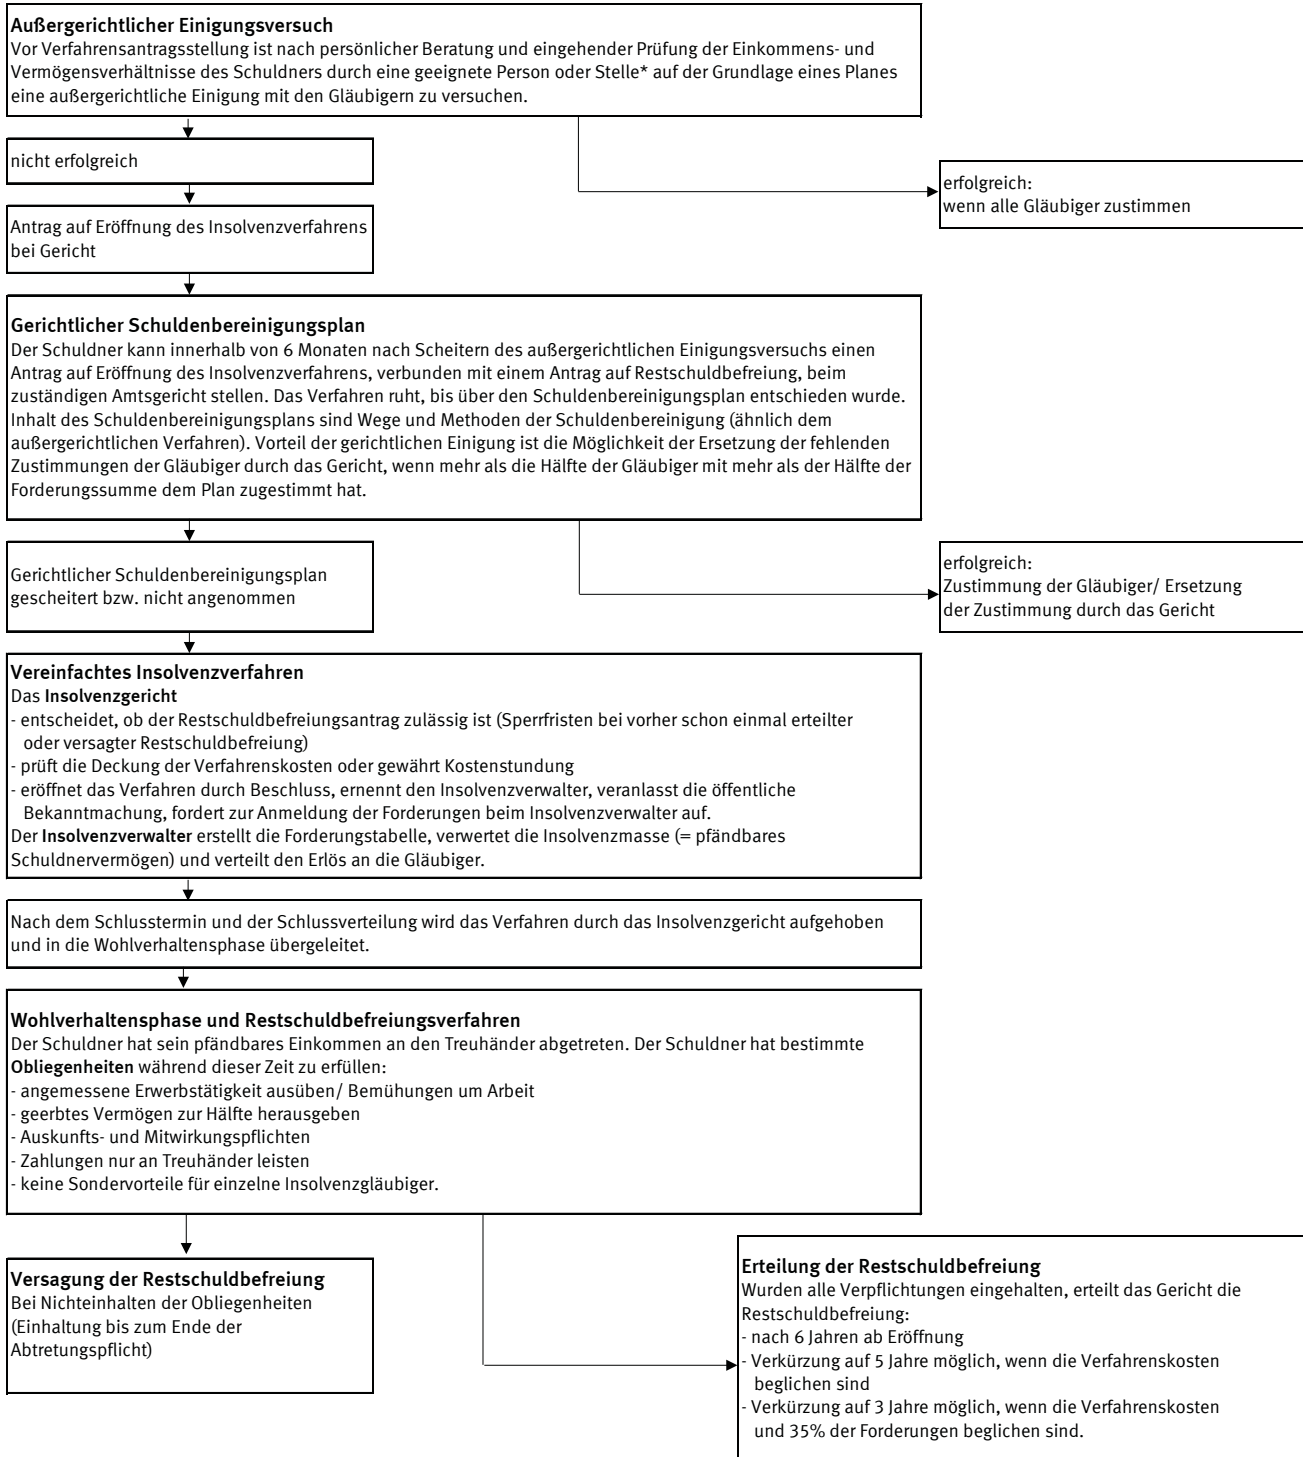 Außergerichtlicher Einigungsversuch
Vor Verfahrensantragsstellung ist nach persönlicher Beratung und eingehender Prüfung der Einkommens- und
Vermögensverhältnisse des Schuldners durch eine geeignete Person oder Stelle* auf der Grundlage eines Planes
eine außergerichtliche Einigung mit den Gläubigern zu versuchen.
nicht erfolgreich
erfolgreich:
wenn alle Gläubiger zustimmen
Antrag auf Eröffnung des Insolvenzverfahrens
bei Gericht
Gerichtlicher Schuldenbereinigungsplan
Der Schuldner kann innerhalb von 6 Monaten nach Scheitern des außergerichtlichen Einigungsversuchs einen
Antrag auf Eröffnung des Insolvenzverfahrens, verbunden mit einem Antrag auf Restschuldbefreiung, beim
zuständigen Amtsgericht stellen. Das Verfahren ruht, bis über den Schuldenbereinigungsplan entschieden wurde.
Inhalt des Schuldenbereinigungsplans sind Wege und Methoden der Schuldenbereinigung (ähnlich dem
außergerichtlichen Verfahren). Vorteil der gerichtlichen Einigung ist die Möglichkeit der Ersetzung der fehlenden
Zustimmungen der Gläubiger durch das Gericht, wenn mehr als die Hälfte der Gläubiger mit mehr als der Hälfte der
Forderungssumme dem Plan zugestimmt hat.
Gerichtlicher Schuldenbereinigungsplan
gescheitert bzw. nicht angenommen
erfolgreich:
Zustimmung der Gläubiger/ Ersetzung
der Zustimmung durch das Gericht
Vereinfachtes Insolvenzverfahren
Das Insolvenzgericht
- entscheidet, ob der Restschuldbefreiungsantrag zulässig ist (Sperrfristen bei vorher schon einmal erteilter
oder versagter Restschuldbefreiung)
- prüft die Deckung der Verfahrenskosten oder gewährt Kostenstundung
- eröffnet das Verfahren durch Beschluss, ernennt den Insolvenzverwalter, veranlasst die öffentliche
Bekanntmachung, fordert zur Anmeldung der Forderungen beim Insolvenzverwalter auf.
Der Insolvenzverwalter erstellt die Forderungstabelle, verwertet die Insolvenzmasse (= pfändbares
Schuldnervermögen) und verteilt den Erlös an die Gläubiger.
Nach dem Schlusstermin und der Schlussverteilung wird das Verfahren durch das Insolvenzgericht aufgehoben
und in die Wohlverhaltensphase übergeleitet.
Wohlverhaltensphase und Restschuldbefreiungsverfahren
Der Schuldner hat sein pfändbares Einkommen an den Treuhänder abgetreten. Der Schuldner hat bestimmte
Obliegenheiten während dieser Zeit zu erfüllen:
- angemessene Erwerbstätigkeit ausüben/ Bemühungen um Arbeit
- geerbtes Vermögen zur Hälfte herausgeben
- Auskunfts- und Mitwirkungspflichten
- Zahlungen nur an Treuhänder leisten
- keine Sondervorteile für einzelne Insolvenzgläubiger.
Versagung der Restschuldbefreiung
Bei Nichteinhalten der Obliegenheiten
(Einhaltung bis zum Ende der
Abtretungspflicht)
Erteilung der Restschuldbefreiung
Wurden alle Verpflichtungen eingehalten, erteilt das Gericht die
Restschuldbefreiung:
- nach 6 Jahren ab Eröffnung
- Verkürzung auf 5 Jahre möglich, wenn die Verfahrenskosten
beglichen sind
- Verkürzung auf 3 Jahre möglich, wenn die Verfahrenskosten
und 35% der Forderungen beglichen sind.